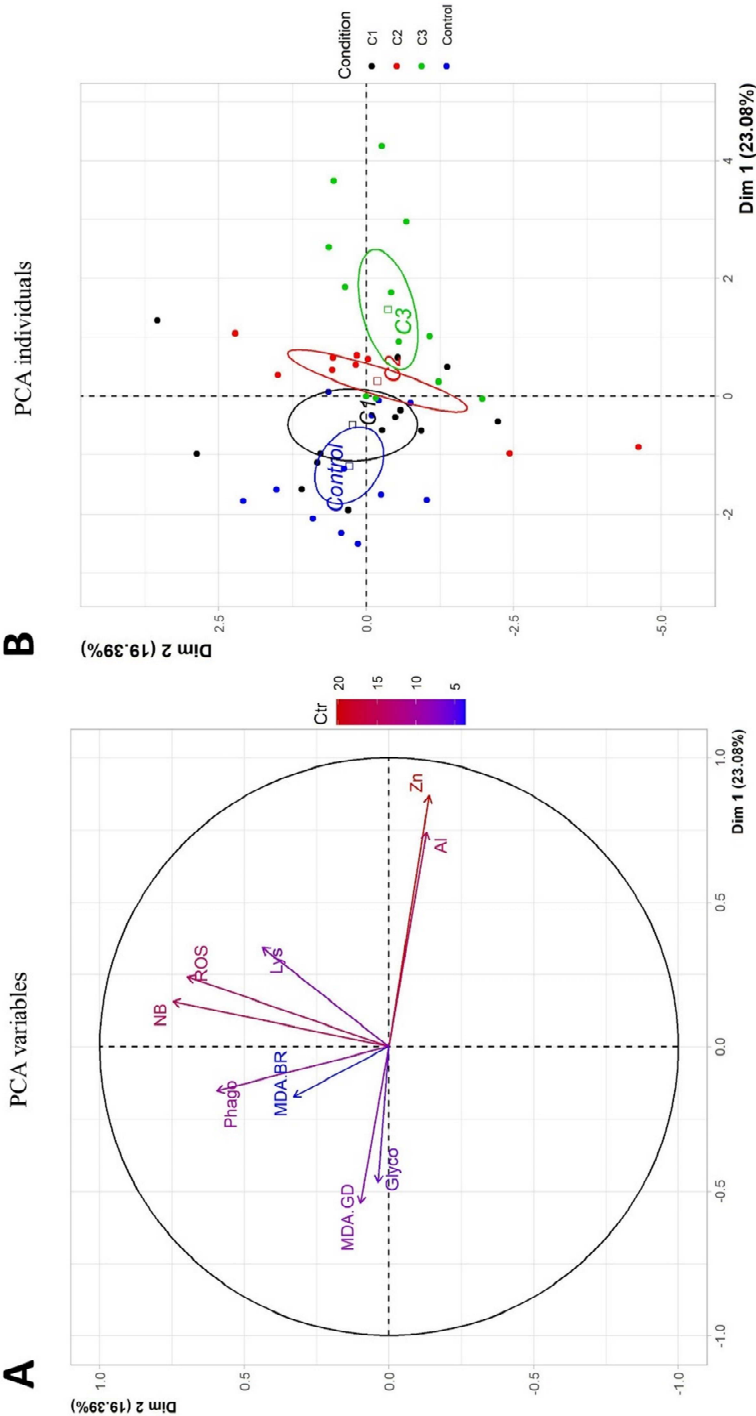 A
PCA variables
Dim 2 (19.39%)
1.0
0.5
0.0
-0.5
-1.0
NB
ROS
Lys
Phago
MDA.BR
MDA.GD
Glyco
Zn
Al
-1.0
-0.5
0.0
0.5
1.0
Dim 1 (23.08%)
Ctr
20
15
10
5
B
PCA individuals
Dim 2 (19.39%)
2.5
0.0
-2.5
-5.0
Control
C1
C2
C3
-2
0
2
4
Dim 1 (23.08%)
Condition
C1
C2
C3
Control